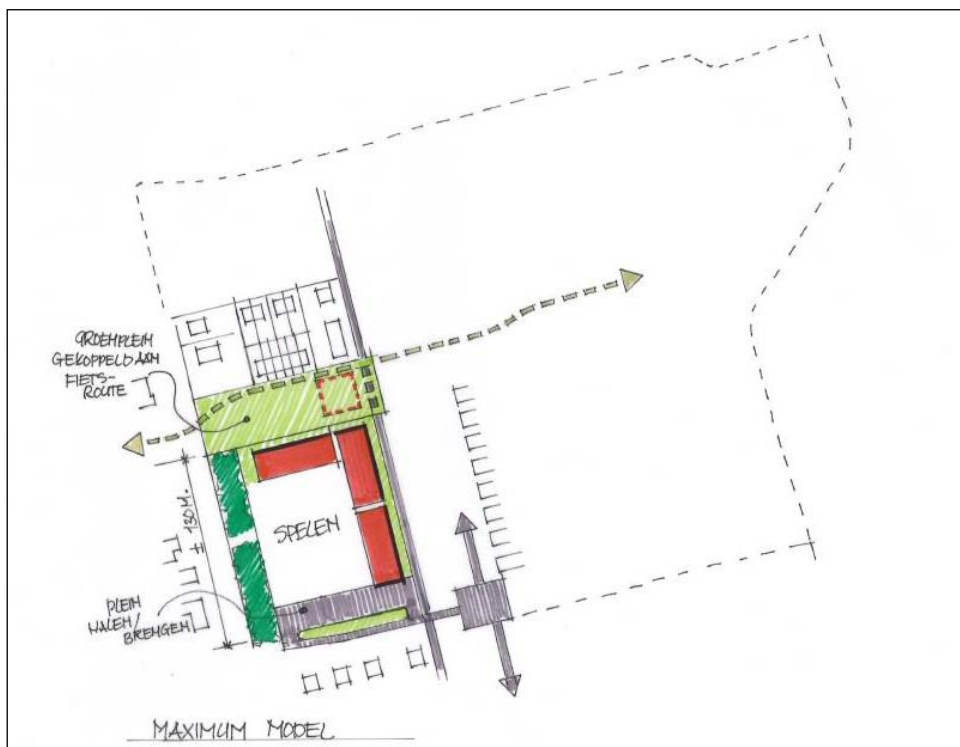 GROENPLEIN
GEKOPPELD AAN
FIETS-
ROUTE
± 130 M.
SPELEN
PLEIN
HALEN/
BRENGEN
MAXIMUM MODEL